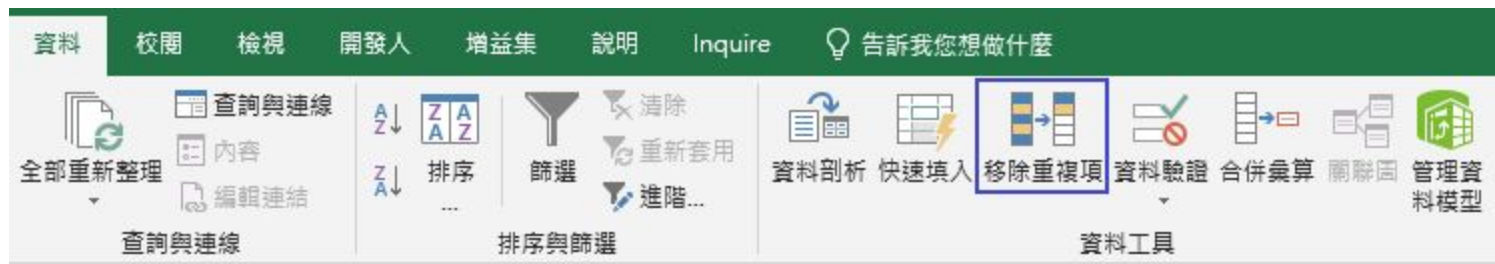 資料 校閱 檢視 開發人 增益集 說明 Inquire 告訴我您想做什麼
全部重新整理
查詢與連線
內容
編輯連結
查詢與連線
排序
...
篩選
清除
重新套用
進階...
排序與篩選
資料剖析
快速填入
移除重複項
資料驗證
合併彙算
關聯圖
管理資
料模型
資料工具